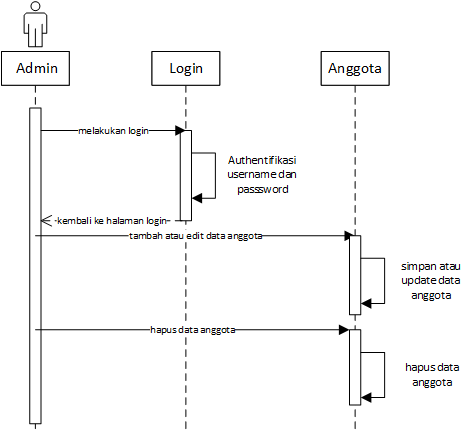 Admin
Login
Anggota
melakukan login
Authentifikasi
username dan
passsword
kembali ke halaman login
tambah atau edit data anggota
simpan atau
update data
anggota
hapus data anggota
hapus data
anggota